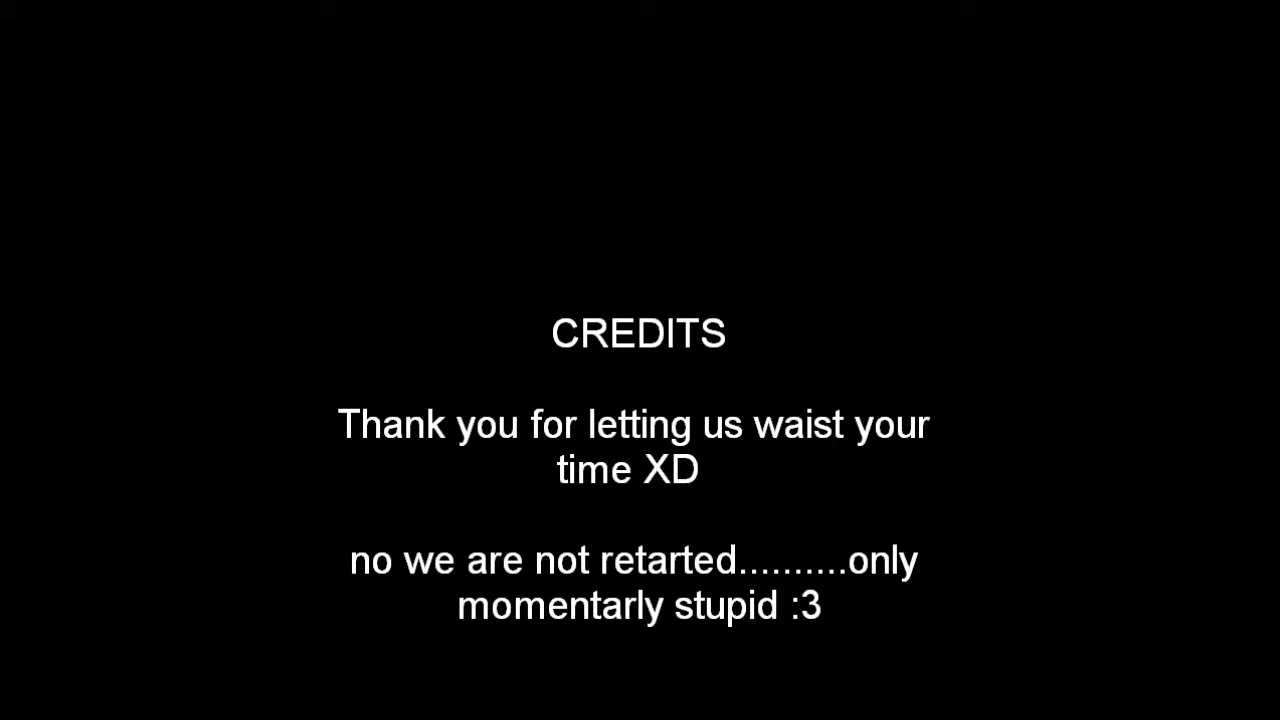 CREDITS
Thank you for letting us waist your
time XD
no we are not retarted..........only
momentarly stupid :3